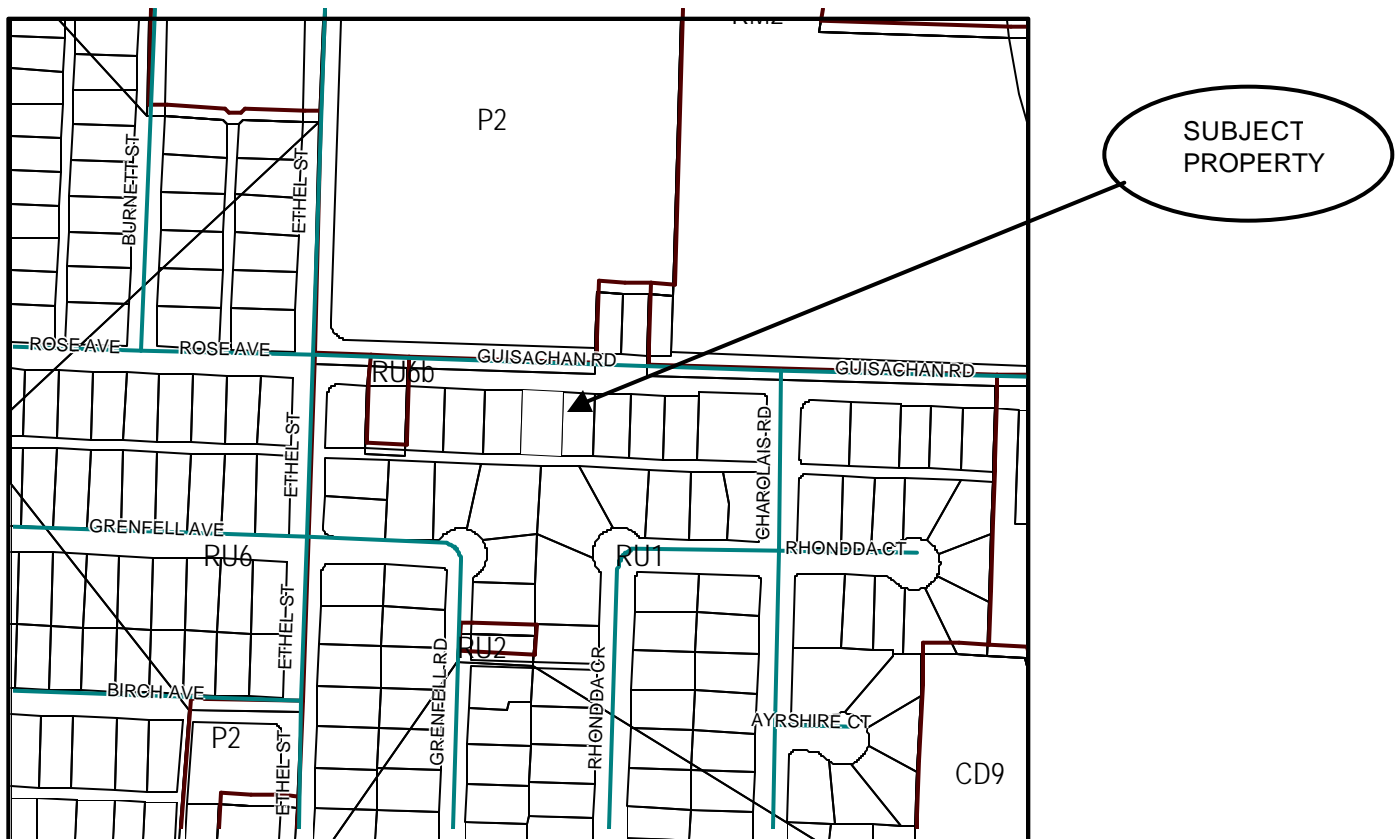 RM2
P2
SUBJECT
PROPERTY
BURNETT ST
ETHEL ST
ROSE AVE
ROSE AVE
GUISACHAN RD
GUISACHAN RD
RU6b
ETHEL ST
CHAROLAIS RD
GRENFELL AVE
RU6
RU1
RHONDDA CT
ETHEL ST
RU2
GRENFELL RD
RHONDDA CR
BIRCH AVE
AYRSHIRE CT
P2
ETHEL ST
CD9